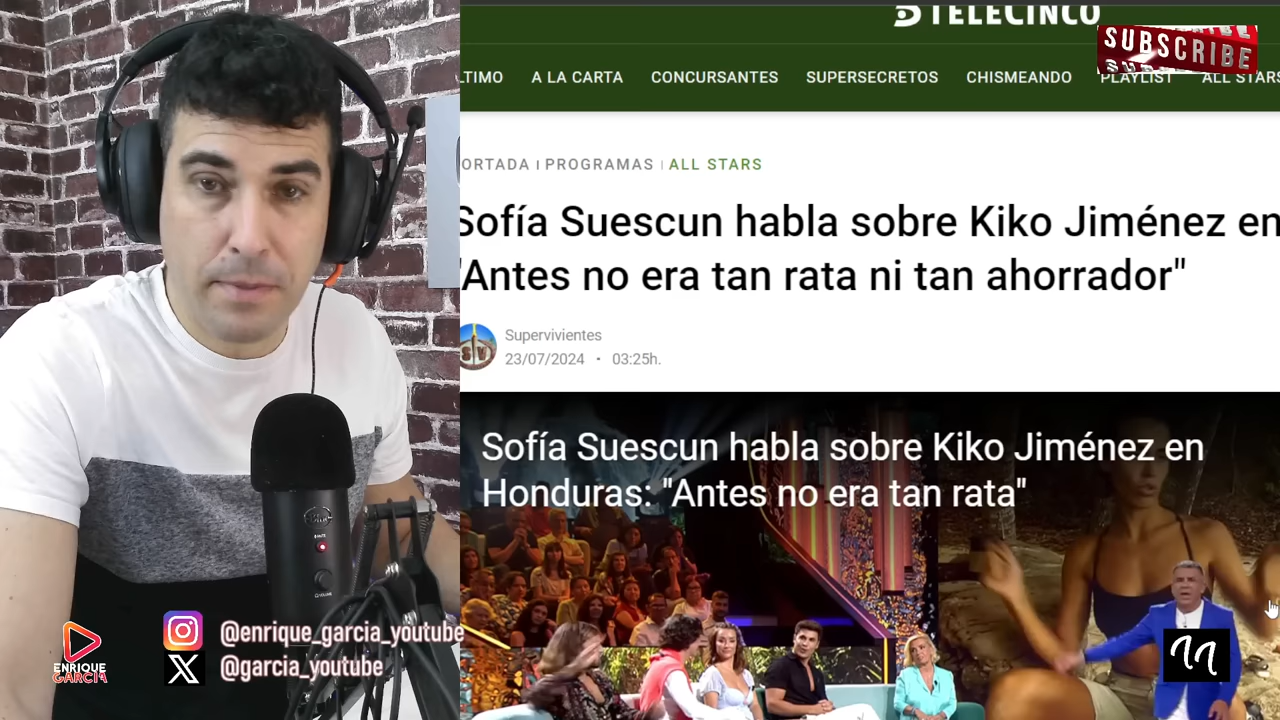 TELECINCO
SUBSCRIBE
LTIMO A LA CARTA CONCURSANTES SUPERSECRETOS CHISMEANDO PLAYLIST ALL STARS
ORTADA | PROGRAMAS | ALL STARS
Sofía Suescun habla sobre Kiko Jiménez en
"Antes no era tan rata ni tan ahorrador"
Supervivientes
23/07/2024 • 03:25h.
Sofía Suescun habla sobre Kiko Jiménez en
Honduras: "Antes no era tan rata"
@enrique_garcia_youtube
@garcia_youtube
ENRIQUE
GARCIA